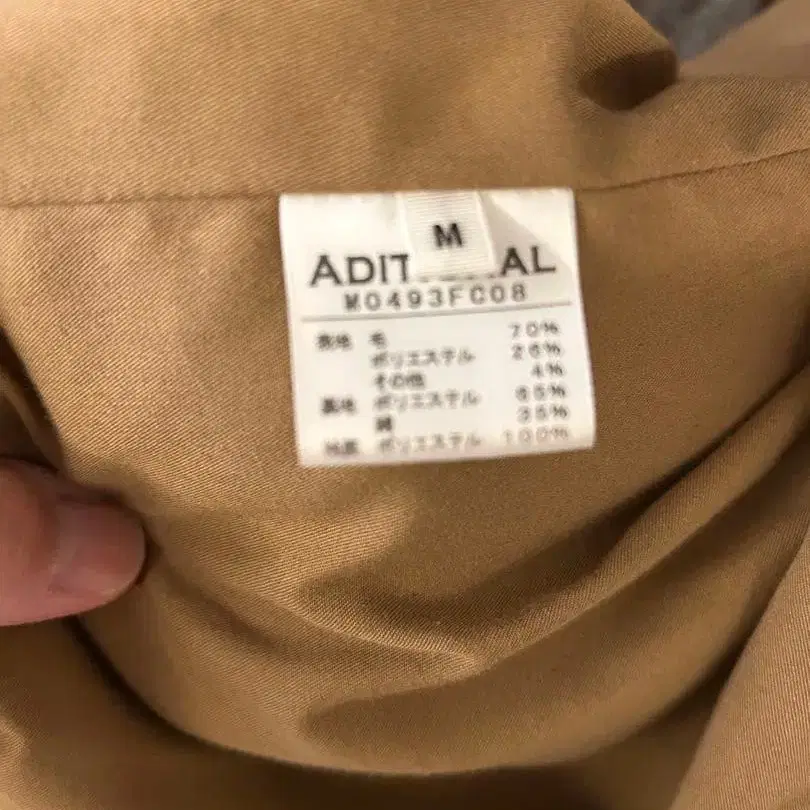 M
ADIT AL
M0493FC08
表地 毛 70%
ポリエステル 26%
その他 4%
裏地 ポリエステル 65%
綿 35%
ポリエステル 100%